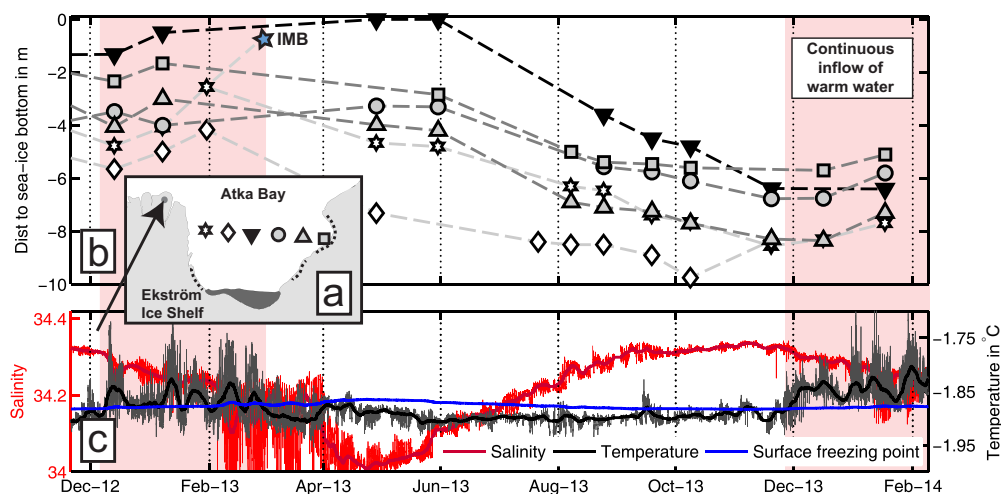 0
−2
−4
−6
−8
−10
Dist to sea−ice bottom in m
IMB
Continuous
inflow of
warm water
b
Atka Bay
Ekström
Ice Shelf
a
34.4
34.2
34
Salinity
−1.75
−1.85
−1.95
Temperature in °C
c
Salinity
Temperature
Surface freezing point
Dec−12
Feb−13
Apr−13
Jun−13
Aug−13
Oct−13
Dec−13
Feb−14